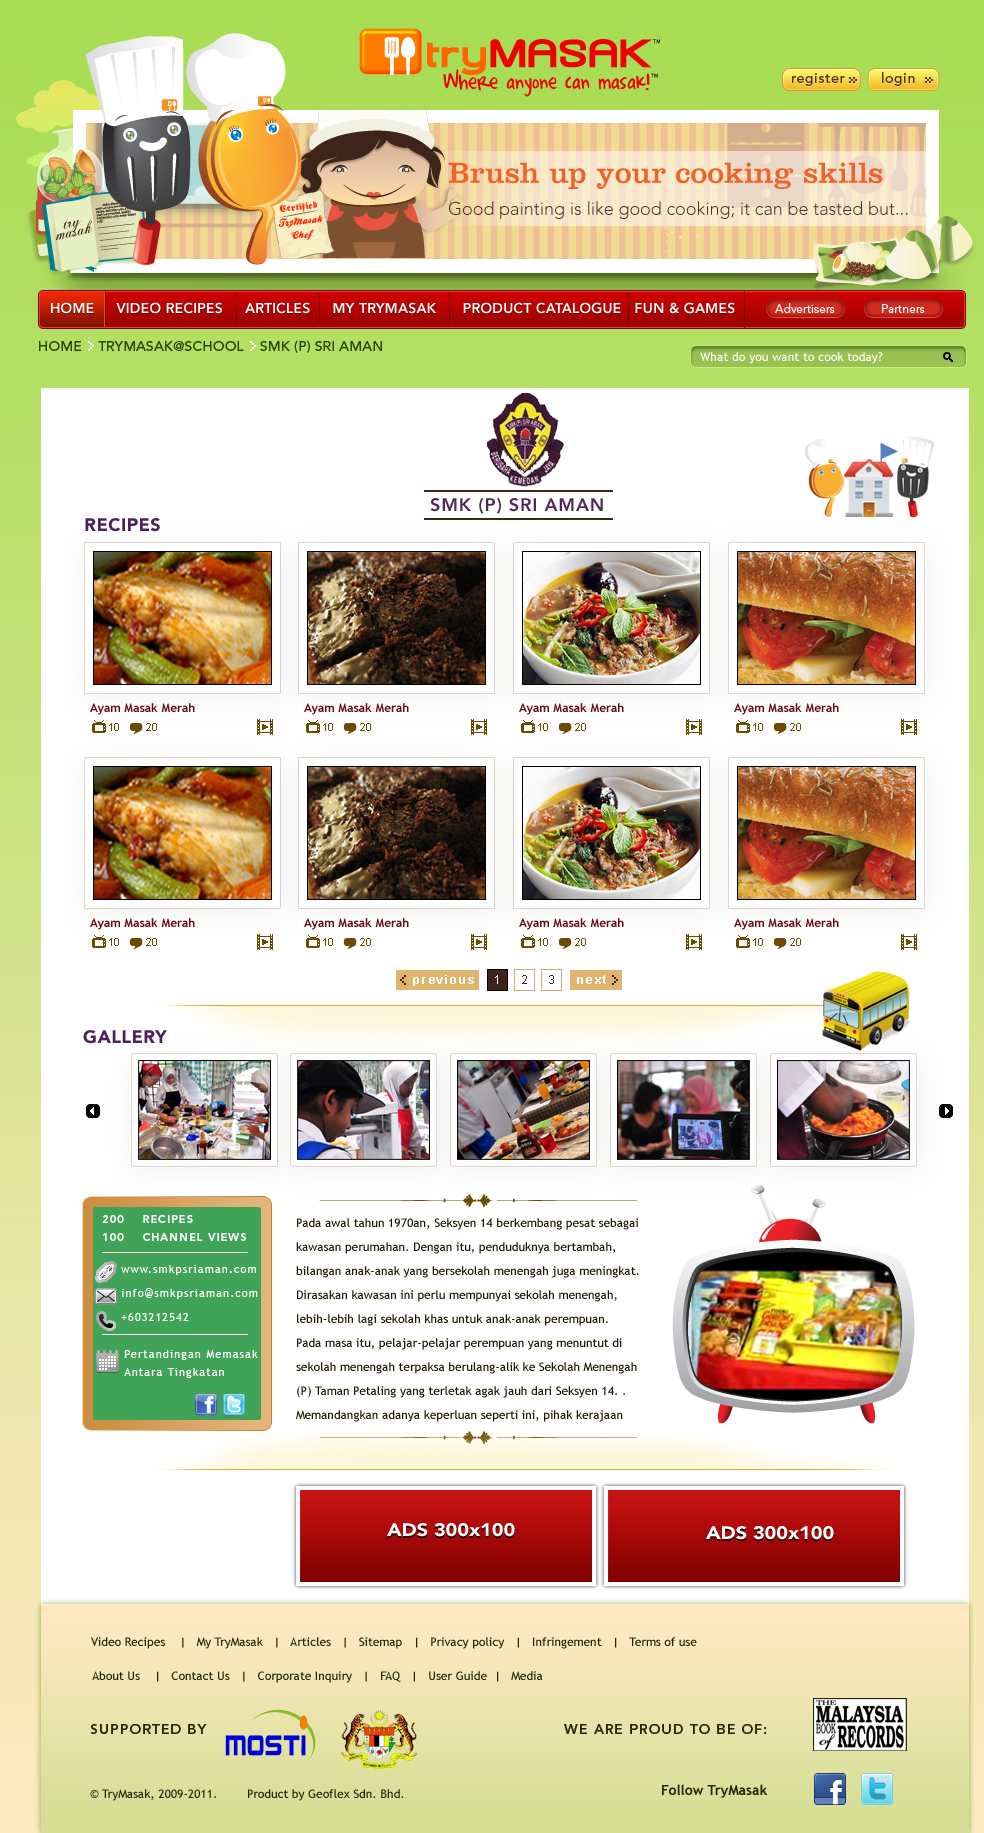 tryMASAK™
Where anyone can masak!™
register
login
Brush up your cooking skills
Good painting is like good cooking; it can be tasted but...
try masak
Certified
TryMasak
Chef
HOME
VIDEO RECIPES
ARTICLES
MY TRYMASAK
PRODUCT CATALOGUE
FUN & GAMES
Advertisers
Partners
HOME > TRYMASAK@SCHOOL > SMK (P) SRI AMAN
What do you want to cook today?
SMK(P) SRI AMAN
BERUSAHA KEMEDAN JAYA
SMK (P) SRI AMAN
RECIPES
Ayam Masak Merah
10 20
Ayam Masak Merah
10 20
Ayam Masak Merah
10 20
Ayam Masak Merah
10 20
Ayam Masak Merah
10 20
Ayam Masak Merah
10 20
Ayam Masak Merah
10 20
Ayam Masak Merah
10 20
previous 1 2 3 next
GALLERY
200 RECIPES
100 CHANNEL VIEWS
www.smkpsriaman.com
info@smkpsriaman.com
+603212542
Pertandingan Memasak
Antara Tingkatan
Pada awal tahun 1970an, Seksyen 14 berkembang pesat sebagai
kawasan perumahan. Dengan itu, penduduknya bertambah,
bilangan anak-anak yang bersekolah menengah juga meningkat.
Dirasakan kawasan ini perlu mempunyai sekolah menengah,
lebih-lebih lagi sekolah khas untuk anak-anak perempuan.
Pada masa itu, pelajar-pelajar perempuan yang menuntut di
sekolah menengah terpaksa berulang-alik ke Sekolah Menengah
(P) Taman Petaling yang terletak agak jauh dari Seksyen 14. .
Memandangkan adanya keperluan seperti ini, pihak kerajaan
ADS 300x100
ADS 300x100
Video Recipes | My TryMasak | Articles | Sitemap | Privacy policy | Infringement | Terms of use
About Us | Contact Us | Corporate Inquiry | FAQ | User Guide | Media
SUPPORTED BY
MOSTI
WE ARE PROUD TO BE OF:
THE
MALAYSIA
BOOK of RECORDS
© TryMasak, 2009-2011.
Product by Geoflex Sdn. Bhd.
Follow TryMasak